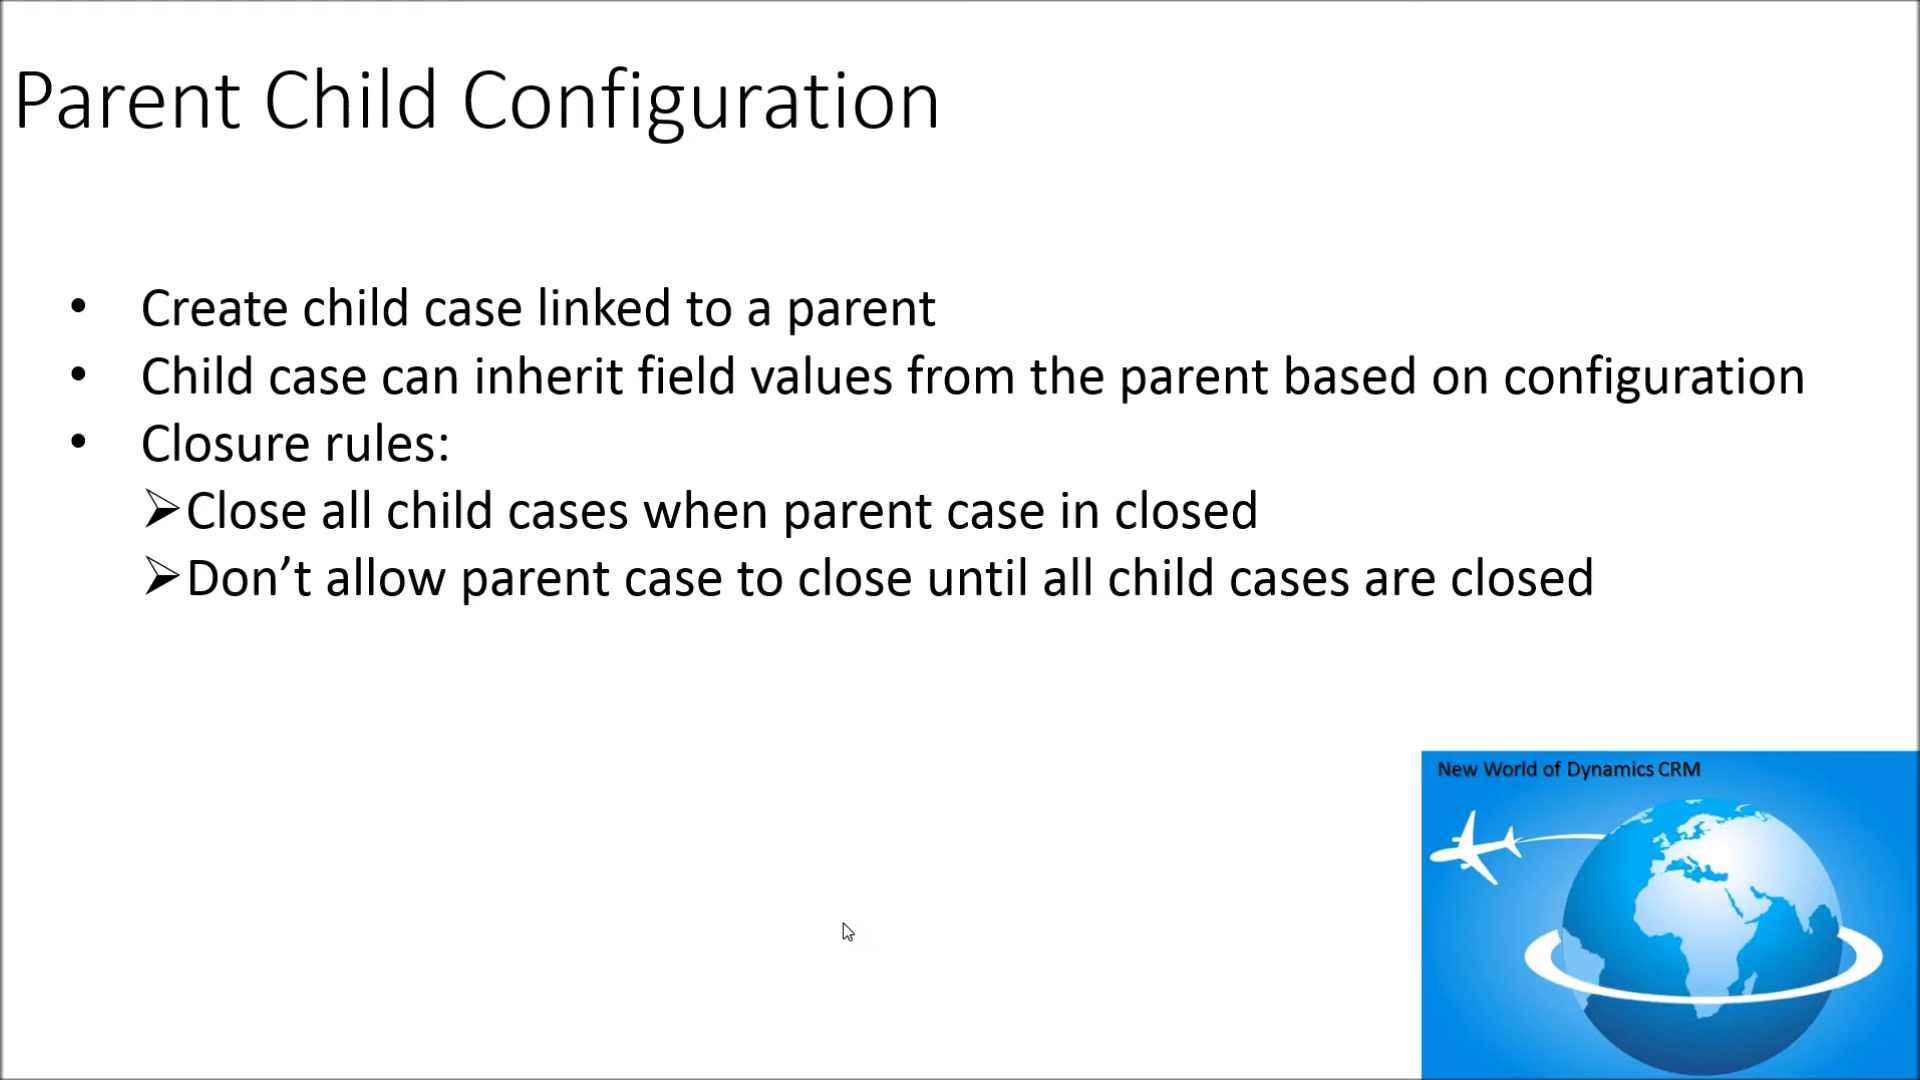 Parent Child Configuration
• Create child case linked to a parent
• Child case can inherit field values from the parent based on configuration
• Closure rules:
➢Close all child cases when parent case in closed
➢Don’t allow parent case to close until all child cases are closed
New World of Dynamics CRM